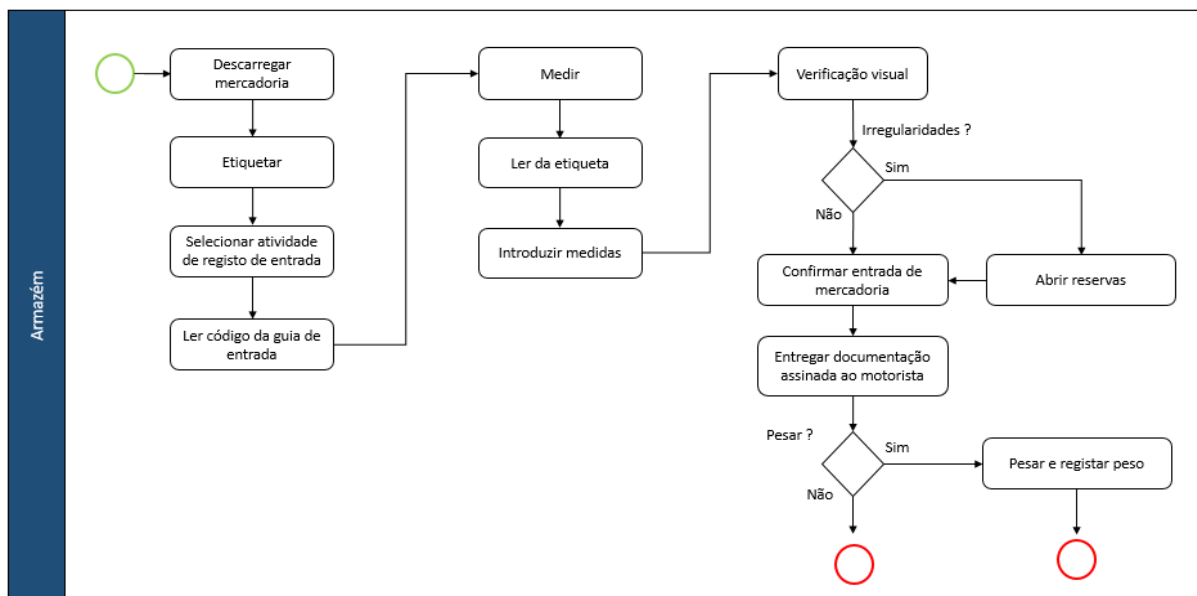 Armazém
Descarregar
mercadoria
Etiquetar
Selecionar atividade
de registo de entrada
Ler código da guia de
entrada
Medir
Ler da etiqueta
Introduzir medidas
Verificação visual
Irregularidades ?
Sim
Não
Confirmar entrada de
mercadoria
Abrir reservas
Entregar documentação
assinada ao motorista
Pesar ?
Sim
Não
Pesar e registar peso